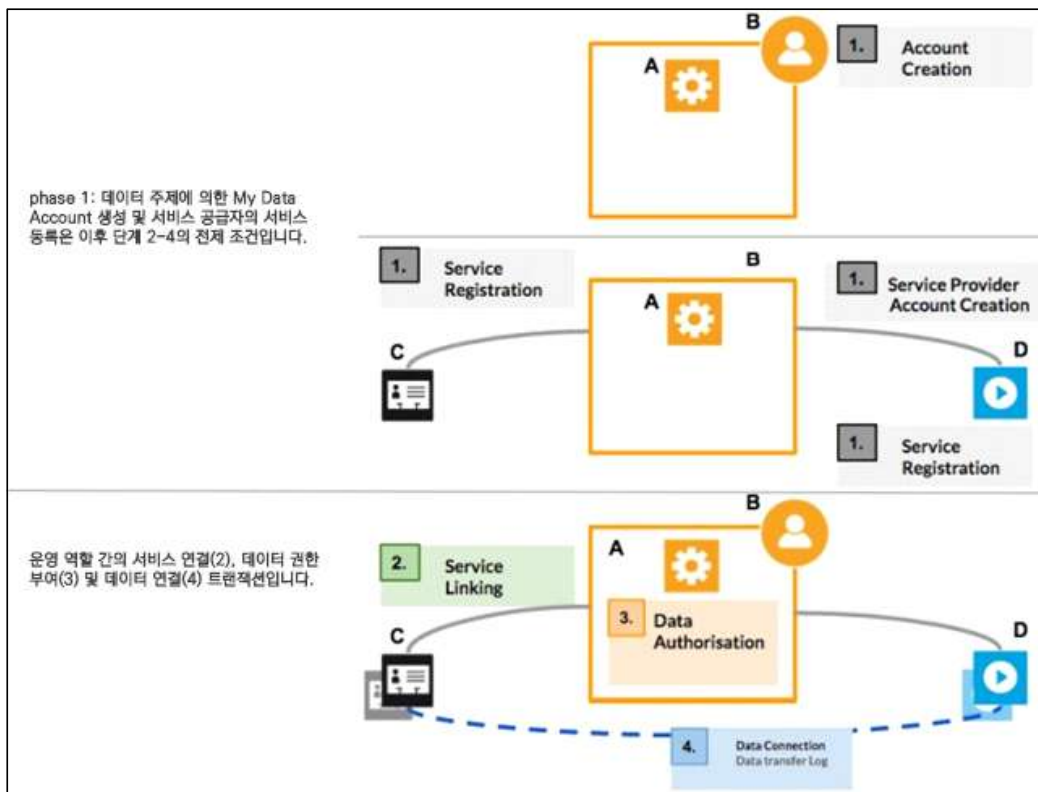 B
1. Account
Creation
A
phase 1: 데이터 주제에 의한 My Data
Account 생성 및 서비스 공급자의 서비스
등록은 이후 단계 2-4의 전제 조건입니다.
1. Service
Registration
B
1. Service Provider
Account Creation
A
C
D
1. Service
Registration
B
운영 역할 간의 서비스 연결(2), 데이터 권한
부여(3) 및 데이터 연결(4) 트랜잭션입니다.
A
2. Service
Linking
3. Data
Authorisation
C
D
4. Data Connection
Data transfer Log